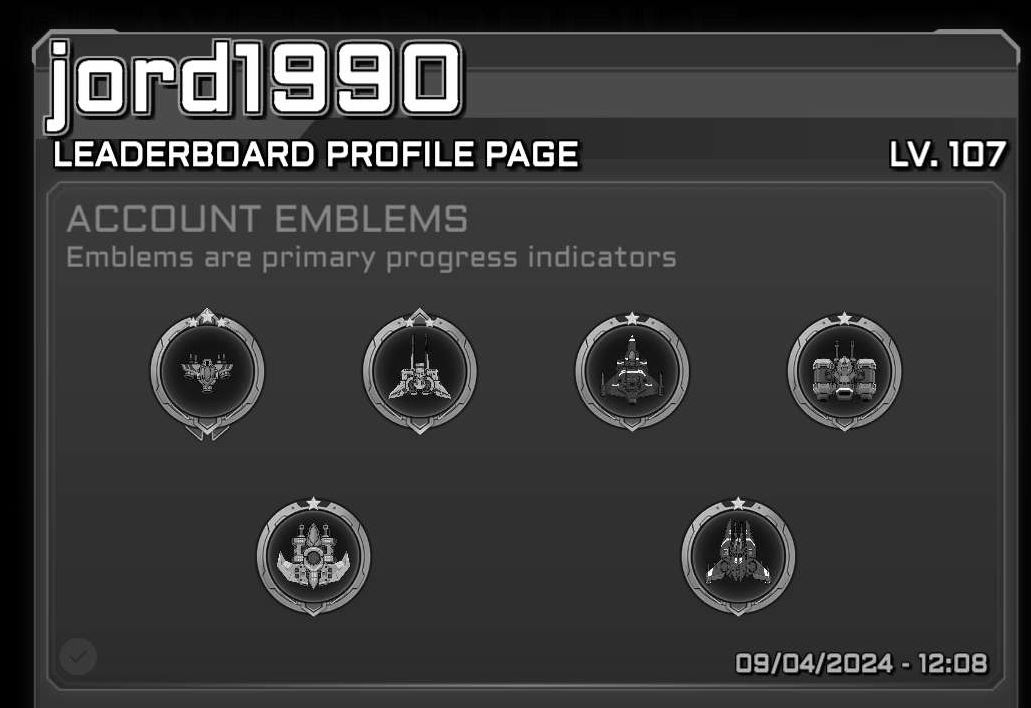 jord1990
LEADERBOARD PROFILE PAGE LV. 107
ACCOUNT EMBLEMS
Emblems are primary progress indicators
09/04/2024 - 12:08